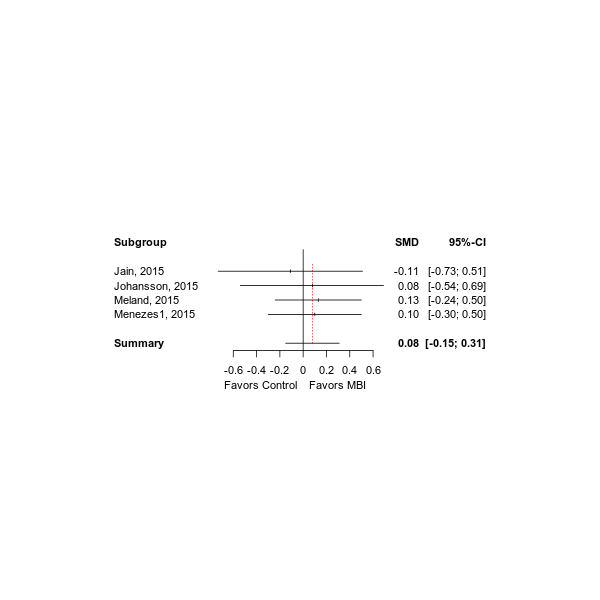 Subgroup SMD 95%-CI
Jain, 2015 -0.11 [-0.73; 0.51]
Johansson, 2015 0.08 [-0.54; 0.69]
Meland, 2015 0.13 [-0.24; 0.50]
Menezes1, 2015 0.10 [-0.30; 0.50]
Summary 0.08 [-0.15; 0.31]
-0.6 -0.4 -0.2 0 0.2 0.4 0.6
Favors Control Favors MBI